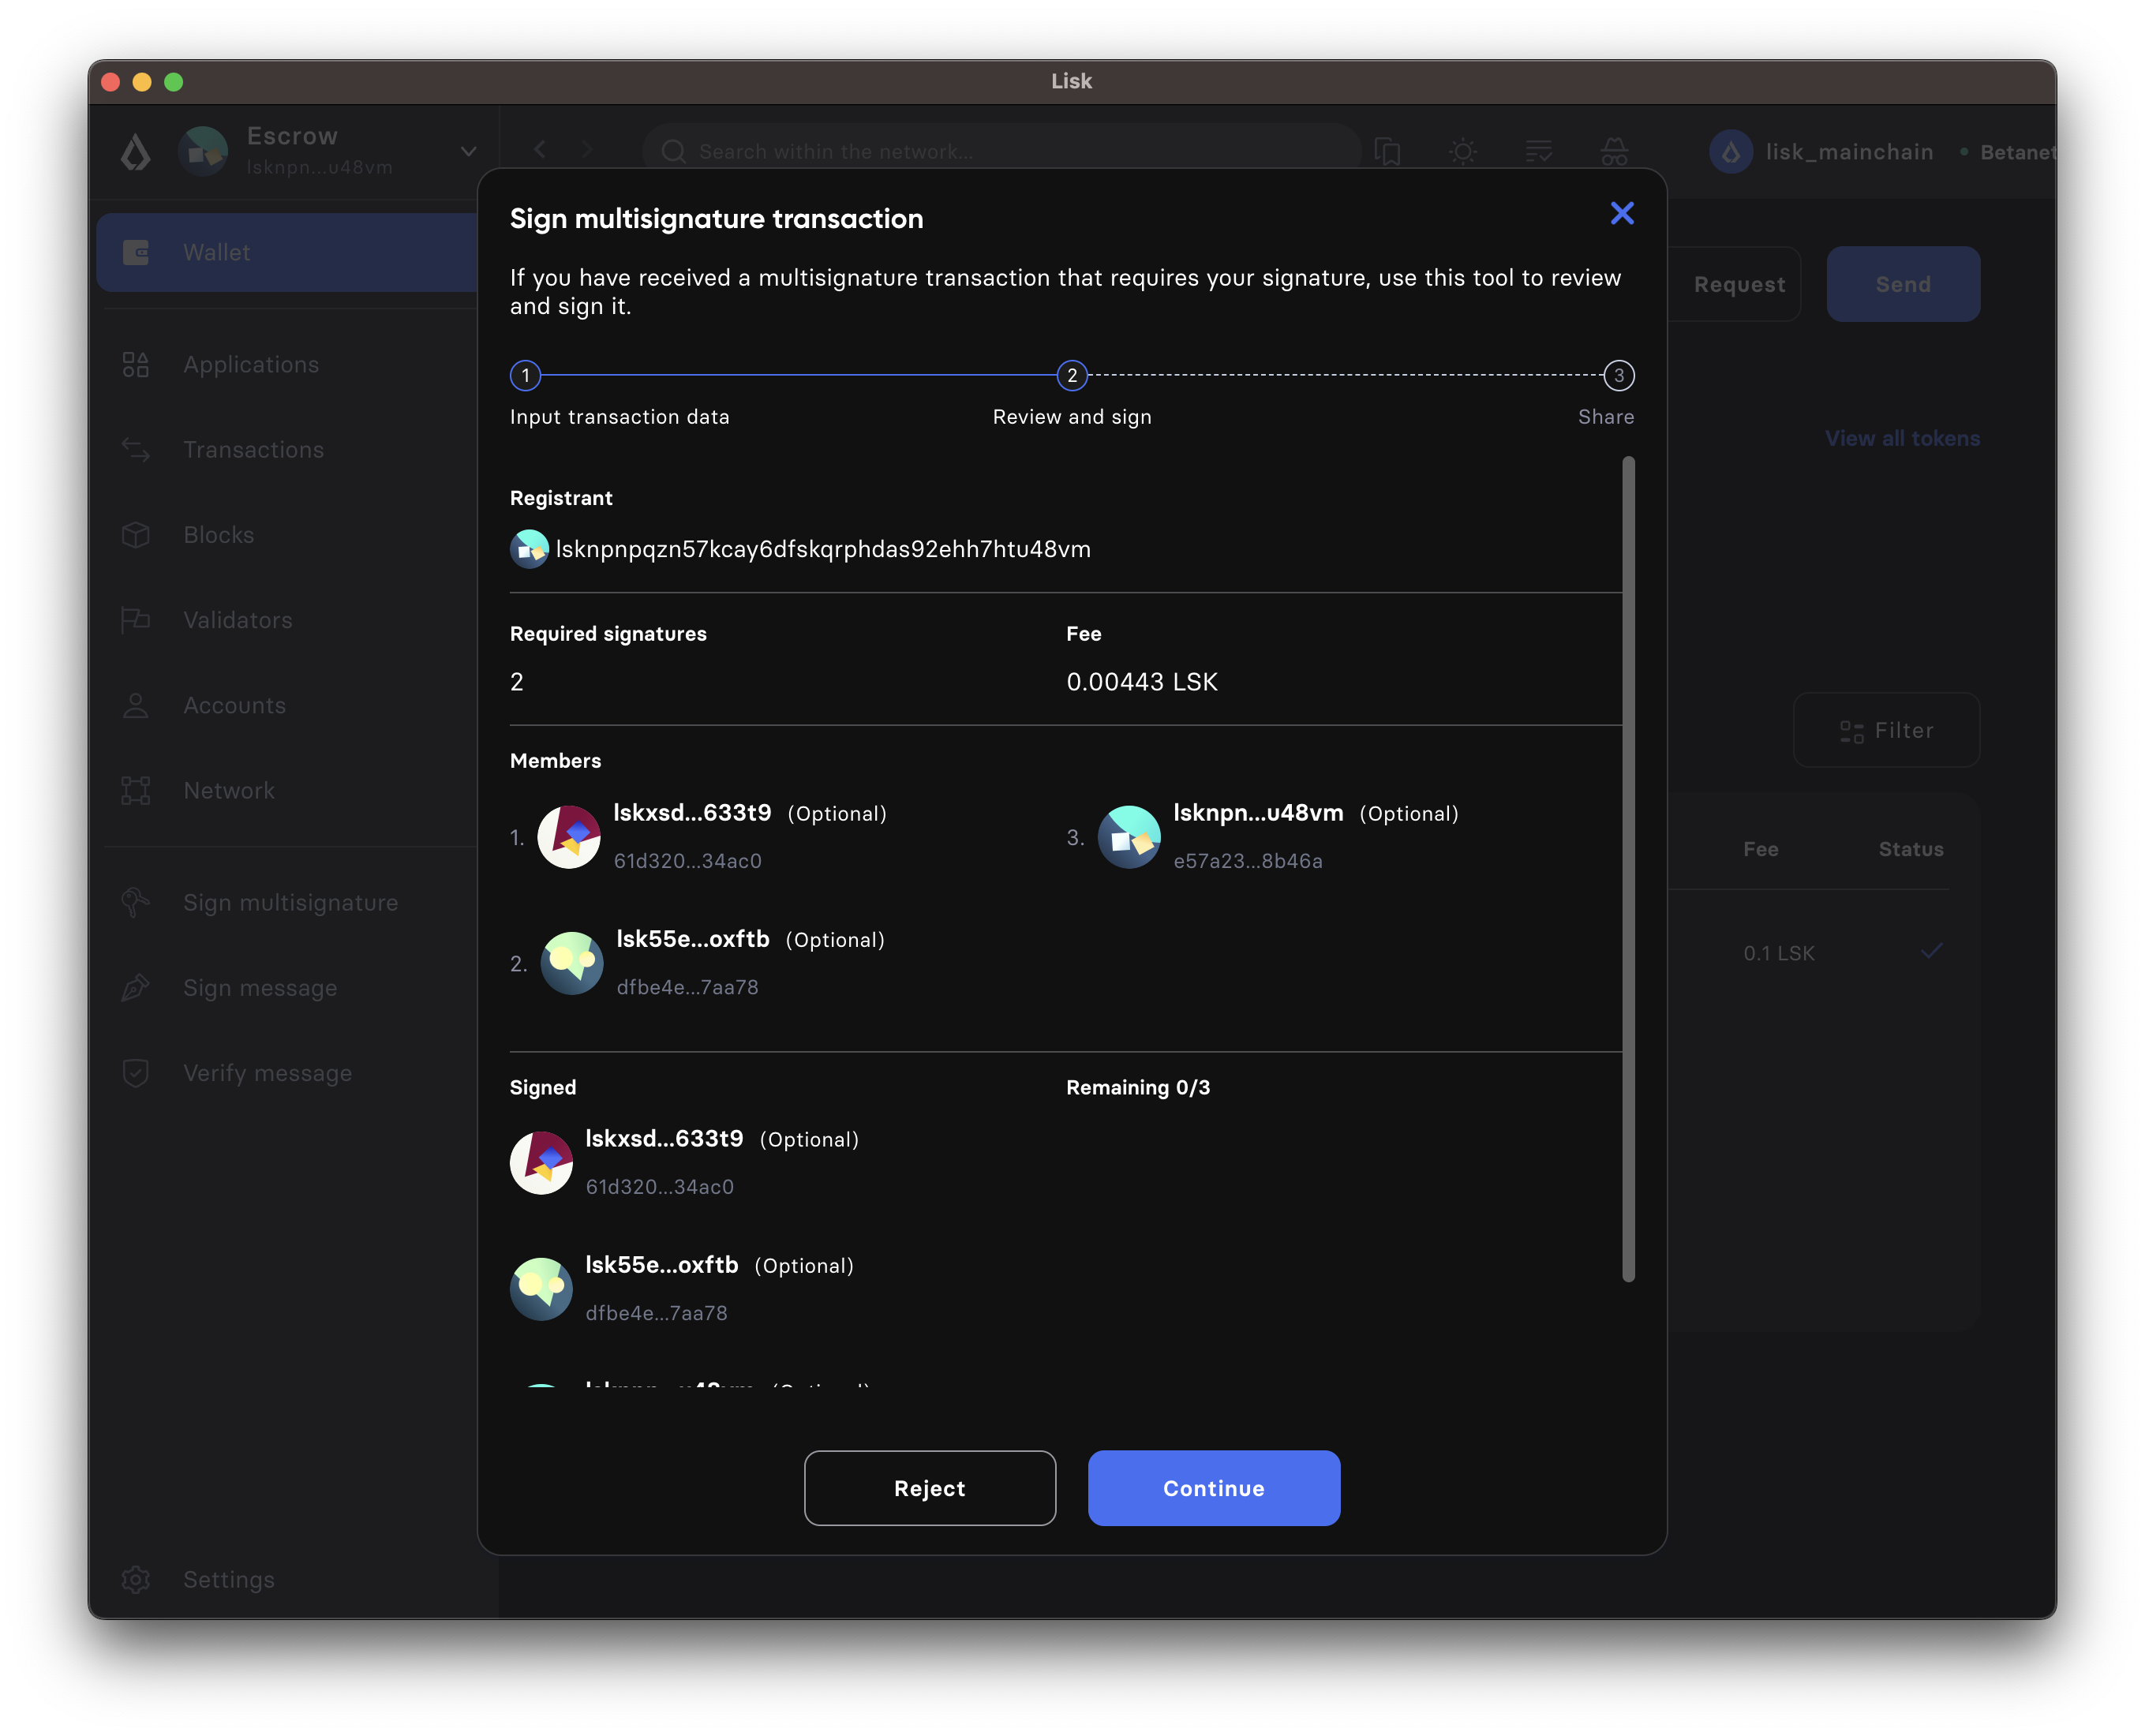 Lisk
Escrow
lsknpn...u48vm
Search within the network...
lisk_mainchain
Betanet
Wallet
Applications
Transactions
Blocks
Validators
Accounts
Network
Sign multisignature
Sign message
Verify message
Settings
Request
Send
View all tokens
Filter
Fee Status
0.1 LSK
Sign multisignature transaction
If you have received a multisignature transaction that requires your signature, use this tool to review
and sign it.
1 2 3
Input transaction data Review and sign Share
Registrant
lsknpnpqzn57kcay6dfskqrphdas92ehh7htu48vm
Required signatures Fee
2 0.00443 LSK
Members
1. lskxsd...633t9 (Optional)
61d320...34ac0
2. lsk55e...oxftb (Optional)
dfbe4e...7aa78
3. lsknpn...u48vm (Optional)
e57a23...8b46a
Signed Remaining 0/3
lskxsd...633t9 (Optional)
61d320...34ac0
lsk55e...oxftb (Optional)
dfbe4e...7aa78
lsknpn...u48vm (Optional)
Reject Continue